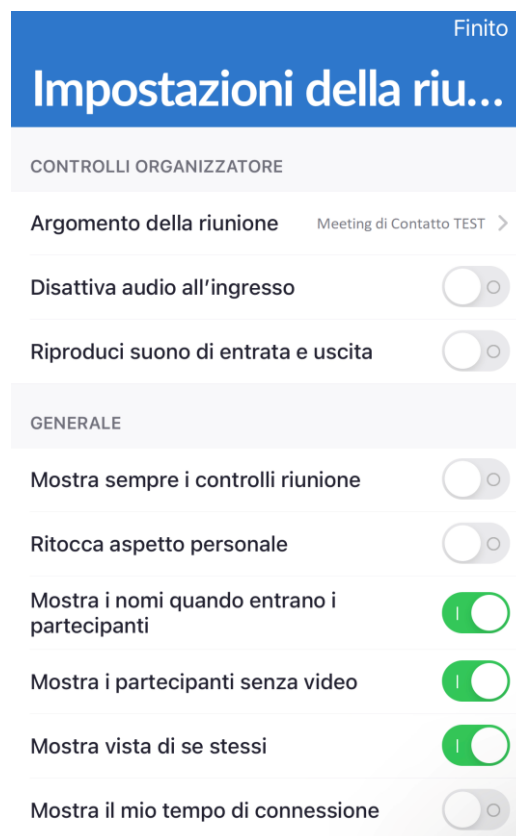 Finito
Impostazioni della riu...
CONTROLLI ORGANIZZATORE
Argomento della riunione Meeting di Contatto TEST
Disattiva audio all'ingresso
Riproduci suono di entrata e uscita
GENERALE
Mostra sempre i controlli riunione
Ritocca aspetto personale
Mostra i nomi quando entrano i
partecipanti
Mostra i partecipanti senza video
Mostra vista di se stessi
Mostra il mio tempo di connessione